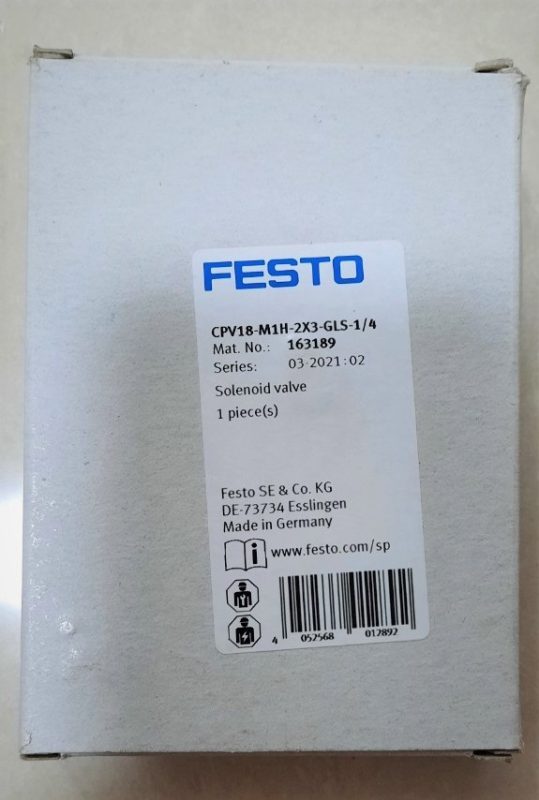 FESTO
CPV18-M1H-2X3-GLS-1/4
Mat. No.: 163189
Series: 03-2021:02
Solenoid valve
1 piece(s)
Festo SE & Co. KG
DE-73734 Esslingen
Made in Germany
www.festo.com/sp
4 052568 012892